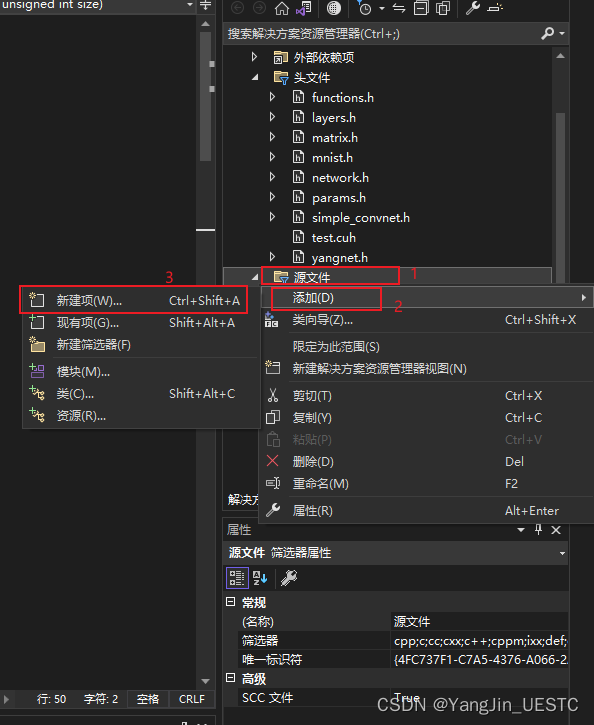 unsigned int size)
搜索解决方案资源管理器(Ctrl+;)
外部依赖项
头文件
functions.h
layers.h
matrix.h
mnist.h
network.h
params.h
simple_convnet.h
test.cuh
yangnet.h
源文件
1
添加(D)
2
类向导(Z)... Ctrl+Shift+X
限定为此范围(S)
新建解决方案资源管理器视图(N)
剪切(T) Ctrl+X
复制(Y) Ctrl+C
粘贴(P) Ctrl+V
删除(D) Del
重命名(M) F2
属性(R) Alt+Enter
3
新建项(W)... Ctrl+Shift+A
现有项(G)... Shift+Alt+A
新建筛选器(F)
模块(M)...
类(C)... Shift+Alt+C
资源(R)...
解决方
属性
源文件 筛选器属性
常规
(名称) 源文件
筛选器 cpp;c;cc;cxx;c++;cppm;ixx;def;
唯一标识符 {4FC737F1-C7A5-4376-A066-2
高级
SCC 文件 True
行: 50 字符: 2 空格 CRLF
CSDN @YangJin_UESTC